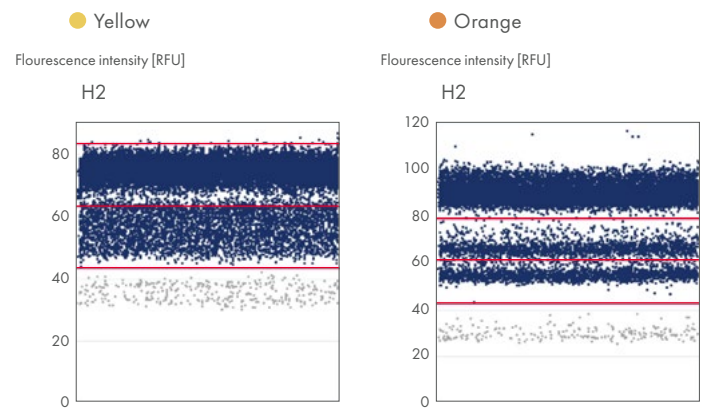 Yellow
Orange
Flourescence intensity [RFU]
Flourescence intensity [RFU]
H2
H2
80
60
40
20
0
120
100
80
60
40
20
0